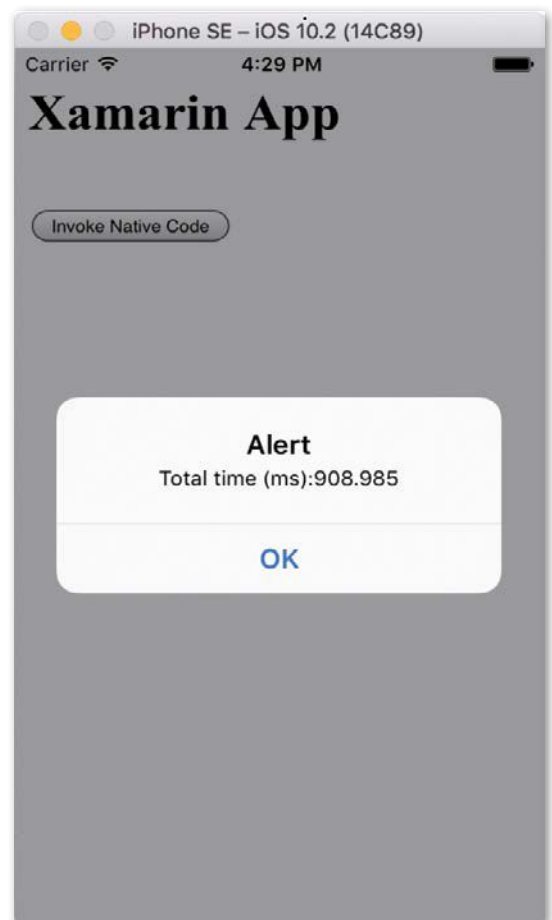 iPhone SE – iOS 10.2 (14C89)
Carrier 4:29 PM
Xamarin App
Invoke Native Code
Alert
Total time (ms):908.985
OK